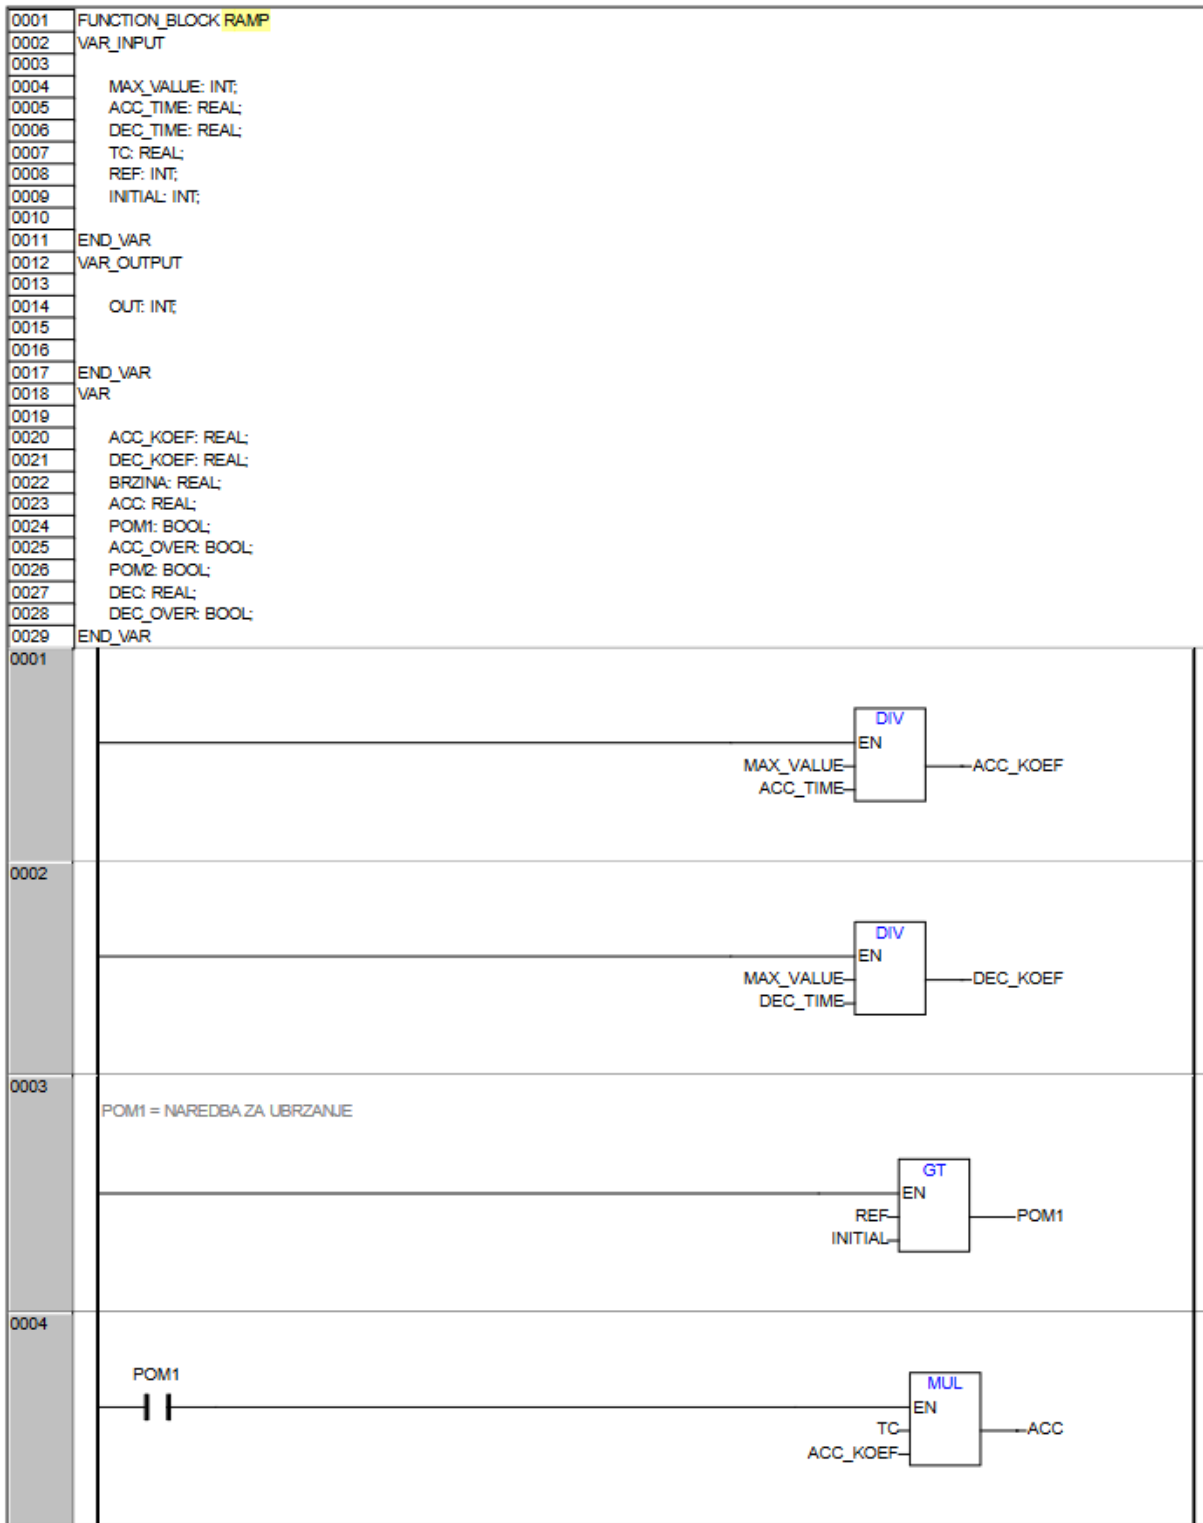 0001 FUNCTION_BLOCK RAMP
0002 VAR_INPUT
0003
0004 MAX_VALUE: INT;
0005 ACC_TIME: REAL;
0006 DEC_TIME: REAL;
0007 TC: REAL;
0008 REF: INT;
0009 INITIAL: INT;
0010
0011 END_VAR
0012 VAR_OUTPUT
0013
0014 OUT: INT;
0015
0016
0017 END_VAR
0018 VAR
0019
0020 ACC_KOEF: REAL;
0021 DEC_KOEF: REAL;
0022 BRZINA: REAL;
0023 ACC: REAL;
0024 POM1: BOOL;
0025 ACC_OVER: BOOL;
0026 POM2: BOOL;
0027 DEC: REAL;
0028 DEC_OVER: BOOL;
0029 END_VAR
0001
DIV
EN
MAX_VALUE ACC_KOEF
ACC_TIME
0002
DIV
EN
MAX_VALUE DEC_KOEF
DEC_TIME
0003
POM1 = NAREDBA ZA UBRZANJE
GT
EN
REF POM1
INITIAL
0004
POM1
MUL
EN
TC ACC
ACC_KOEF